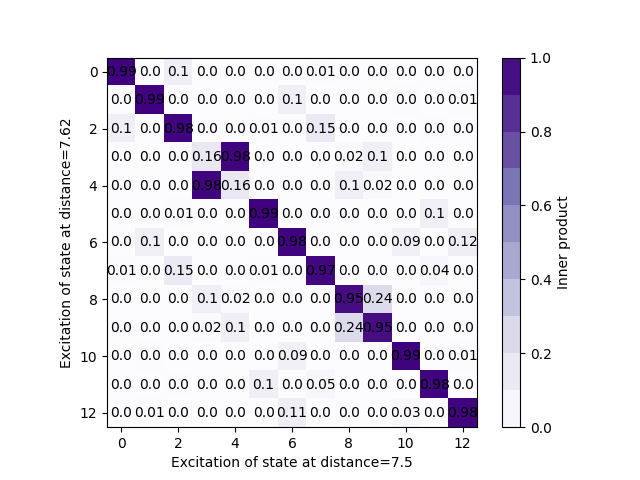 0 0.99 0.0 0.1 0.0 0.0 0.0 0.0 0.01 0.0 0.0 0.0 0.0 0.0
0.0 0.99 0.0 0.0 0.0 0.0 0.1 0.0 0.0 0.0 0.0 0.0 0.01
2 0.1 0.0 0.98 0.0 0.0 0.01 0.0 0.15 0.0 0.0 0.0 0.0 0.0
0.0 0.0 0.0 0.16 0.98 0.0 0.0 0.0 0.02 0.1 0.0 0.0 0.0
4 0.0 0.0 0.0 0.98 0.16 0.0 0.0 0.0 0.1 0.02 0.0 0.0 0.0
0.0 0.0 0.01 0.0 0.0 0.99 0.0 0.0 0.0 0.0 0.0 0.1 0.0
6 0.0 0.1 0.0 0.0 0.0 0.0 0.98 0.0 0.0 0.0 0.09 0.0 0.12
0.01 0.0 0.15 0.0 0.0 0.01 0.0 0.97 0.0 0.0 0.0 0.04 0.0
8 0.0 0.0 0.0 0.1 0.02 0.0 0.0 0.0 0.95 0.24 0.0 0.0 0.0
0.0 0.0 0.0 0.02 0.1 0.0 0.0 0.0 0.24 0.95 0.0 0.0 0.0
10 0.0 0.0 0.0 0.0 0.0 0.0 0.09 0.0 0.0 0.0 0.99 0.0 0.01
0.0 0.0 0.0 0.0 0.0 0.1 0.0 0.05 0.0 0.0 0.0 0.98 0.0
12 0.0 0.01 0.0 0.0 0.0 0.0 0.11 0.0 0.0 0.0 0.03 0.0 0.98
0 2 4 6 8 10 12
Excitation of state at distance=7.5
Excitation of state at distance=7.62
1.0
0.8
0.6
0.4
0.2
0.0
Inner product